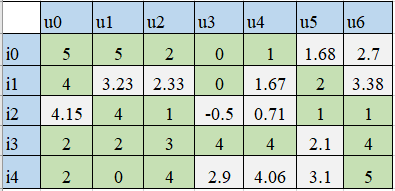 u0 u1 u2 u3 u4 u5 u6
i0 5 5 2 0 1 1.68 2.7
i1 4 3.23 2.33 0 1.67 2 3.38
i2 4.15 4 1 -0.5 0.71 1 1
i3 2 2 3 4 4 2.1 4
i4 2 0 4 2.9 4.06 3.1 5